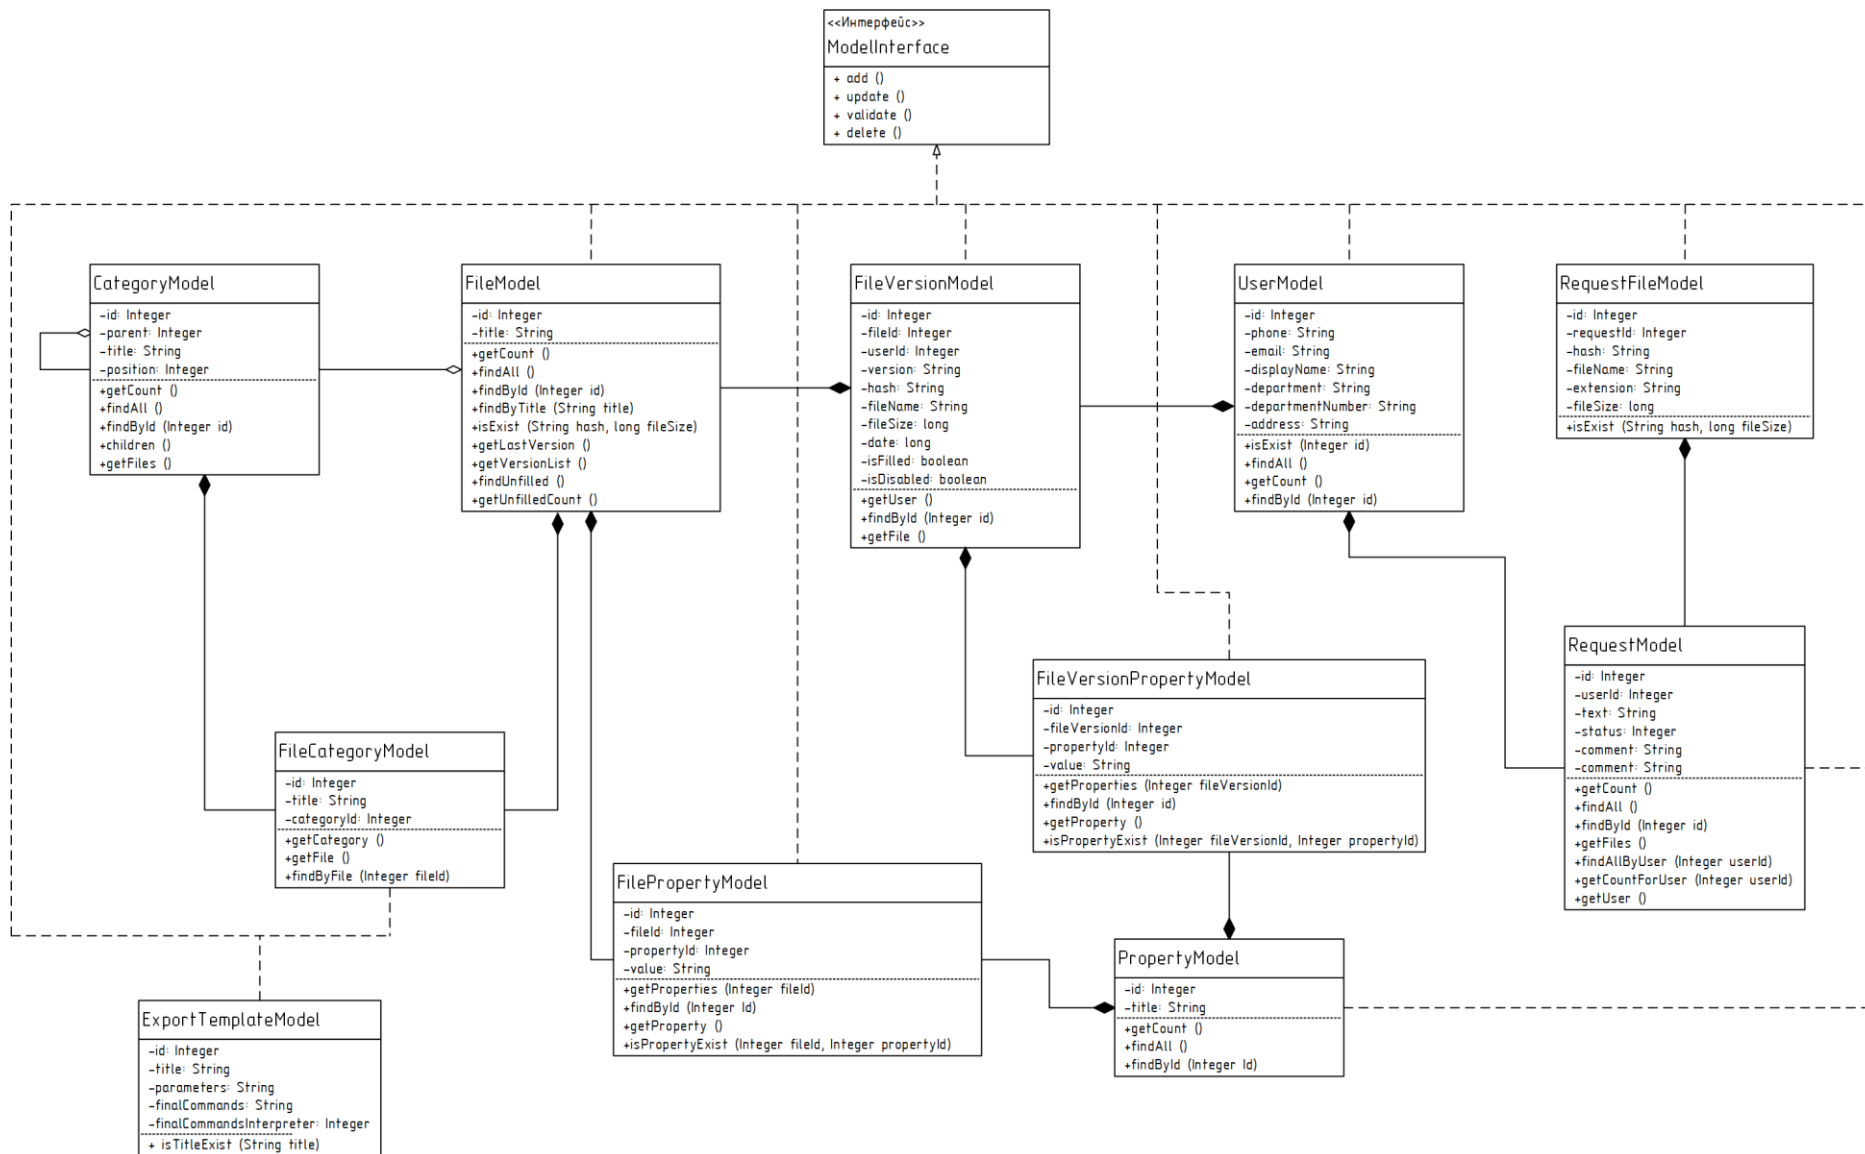 <<Интерфейс>>
ModelInterface
+ add ()
+ update ()
+ validate ()
+ delete ()
CategoryModel
-id: Integer
-parent: Integer
-title: String
-position: Integer
+getCount ()
+findAll ()
+findById (Integer id)
+children ()
+getFiles ()
FileModel
-id: Integer
-title: String
+getCount ()
+findAll ()
+findById (Integer id)
+findByTitle (String title)
+isExist (String hash, long fileSize)
+getLastVersion ()
+getVersionList ()
+findUnfilled ()
+getUnfilledCount ()
FileVersionModel
-id: Integer
-fileId: Integer
-userId: Integer
-version: String
-hash: String
-fileName: String
-fileSize: long
-date: long
-isFilled: boolean
-isDisabled: boolean
+getUser ()
+findById (Integer id)
+getFile ()
UserModel
-id: Integer
-phone: String
-email: String
-displayName: String
-department: String
-departmentNumber: String
-address: String
+isExist (Integer id)
+findAll ()
+getCount ()
+findById (Integer id)
RequestFileModel
-id: Integer
-requestId: Integer
-hash: String
-fileName: String
-extension: String
-fileSize: long
+isExist (String hash, long fileSize)
RequestModel
-id: Integer
-userId: Integer
-text: String
-status: Integer
-comment: String
-comment: String
+getCount ()
+findAll ()
+findById (Integer id)
+getFiles ()
+findAllByUser (Integer userId)
+getCountForUser (Integer userId)
+getUser ()
FileVersionPropertyModel
-id: Integer
-fileVersionId: Integer
-propertyId: Integer
-value: String
+getProperties (Integer fileVersionId)
+findById (Integer id)
+getProperty ()
+isPropertyExist (Integer fileVersionId, Integer propertyId)
FileCategoryModel
-id: Integer
-title: String
-categoryId: Integer
+getCategory ()
+getFile ()
+findByFile (Integer fileId)
FilePropertyModel
-id: Integer
-fileId: Integer
-propertyId: Integer
-value: String
+getProperties (Integer fileId)
+findById (Integer Id)
+getProperty ()
+isPropertyExist (Integer fileId, Integer propertyId)
PropertyModel
-id: Integer
-title: String
+getCount ()
+findAll ()
+findById (Integer Id)
ExportTemplateModel
-id: Integer
-title: String
-parameters: String
-finalCommands: String
-finalCommandsInterpreter: Integer
+ isTitleExist (String title)